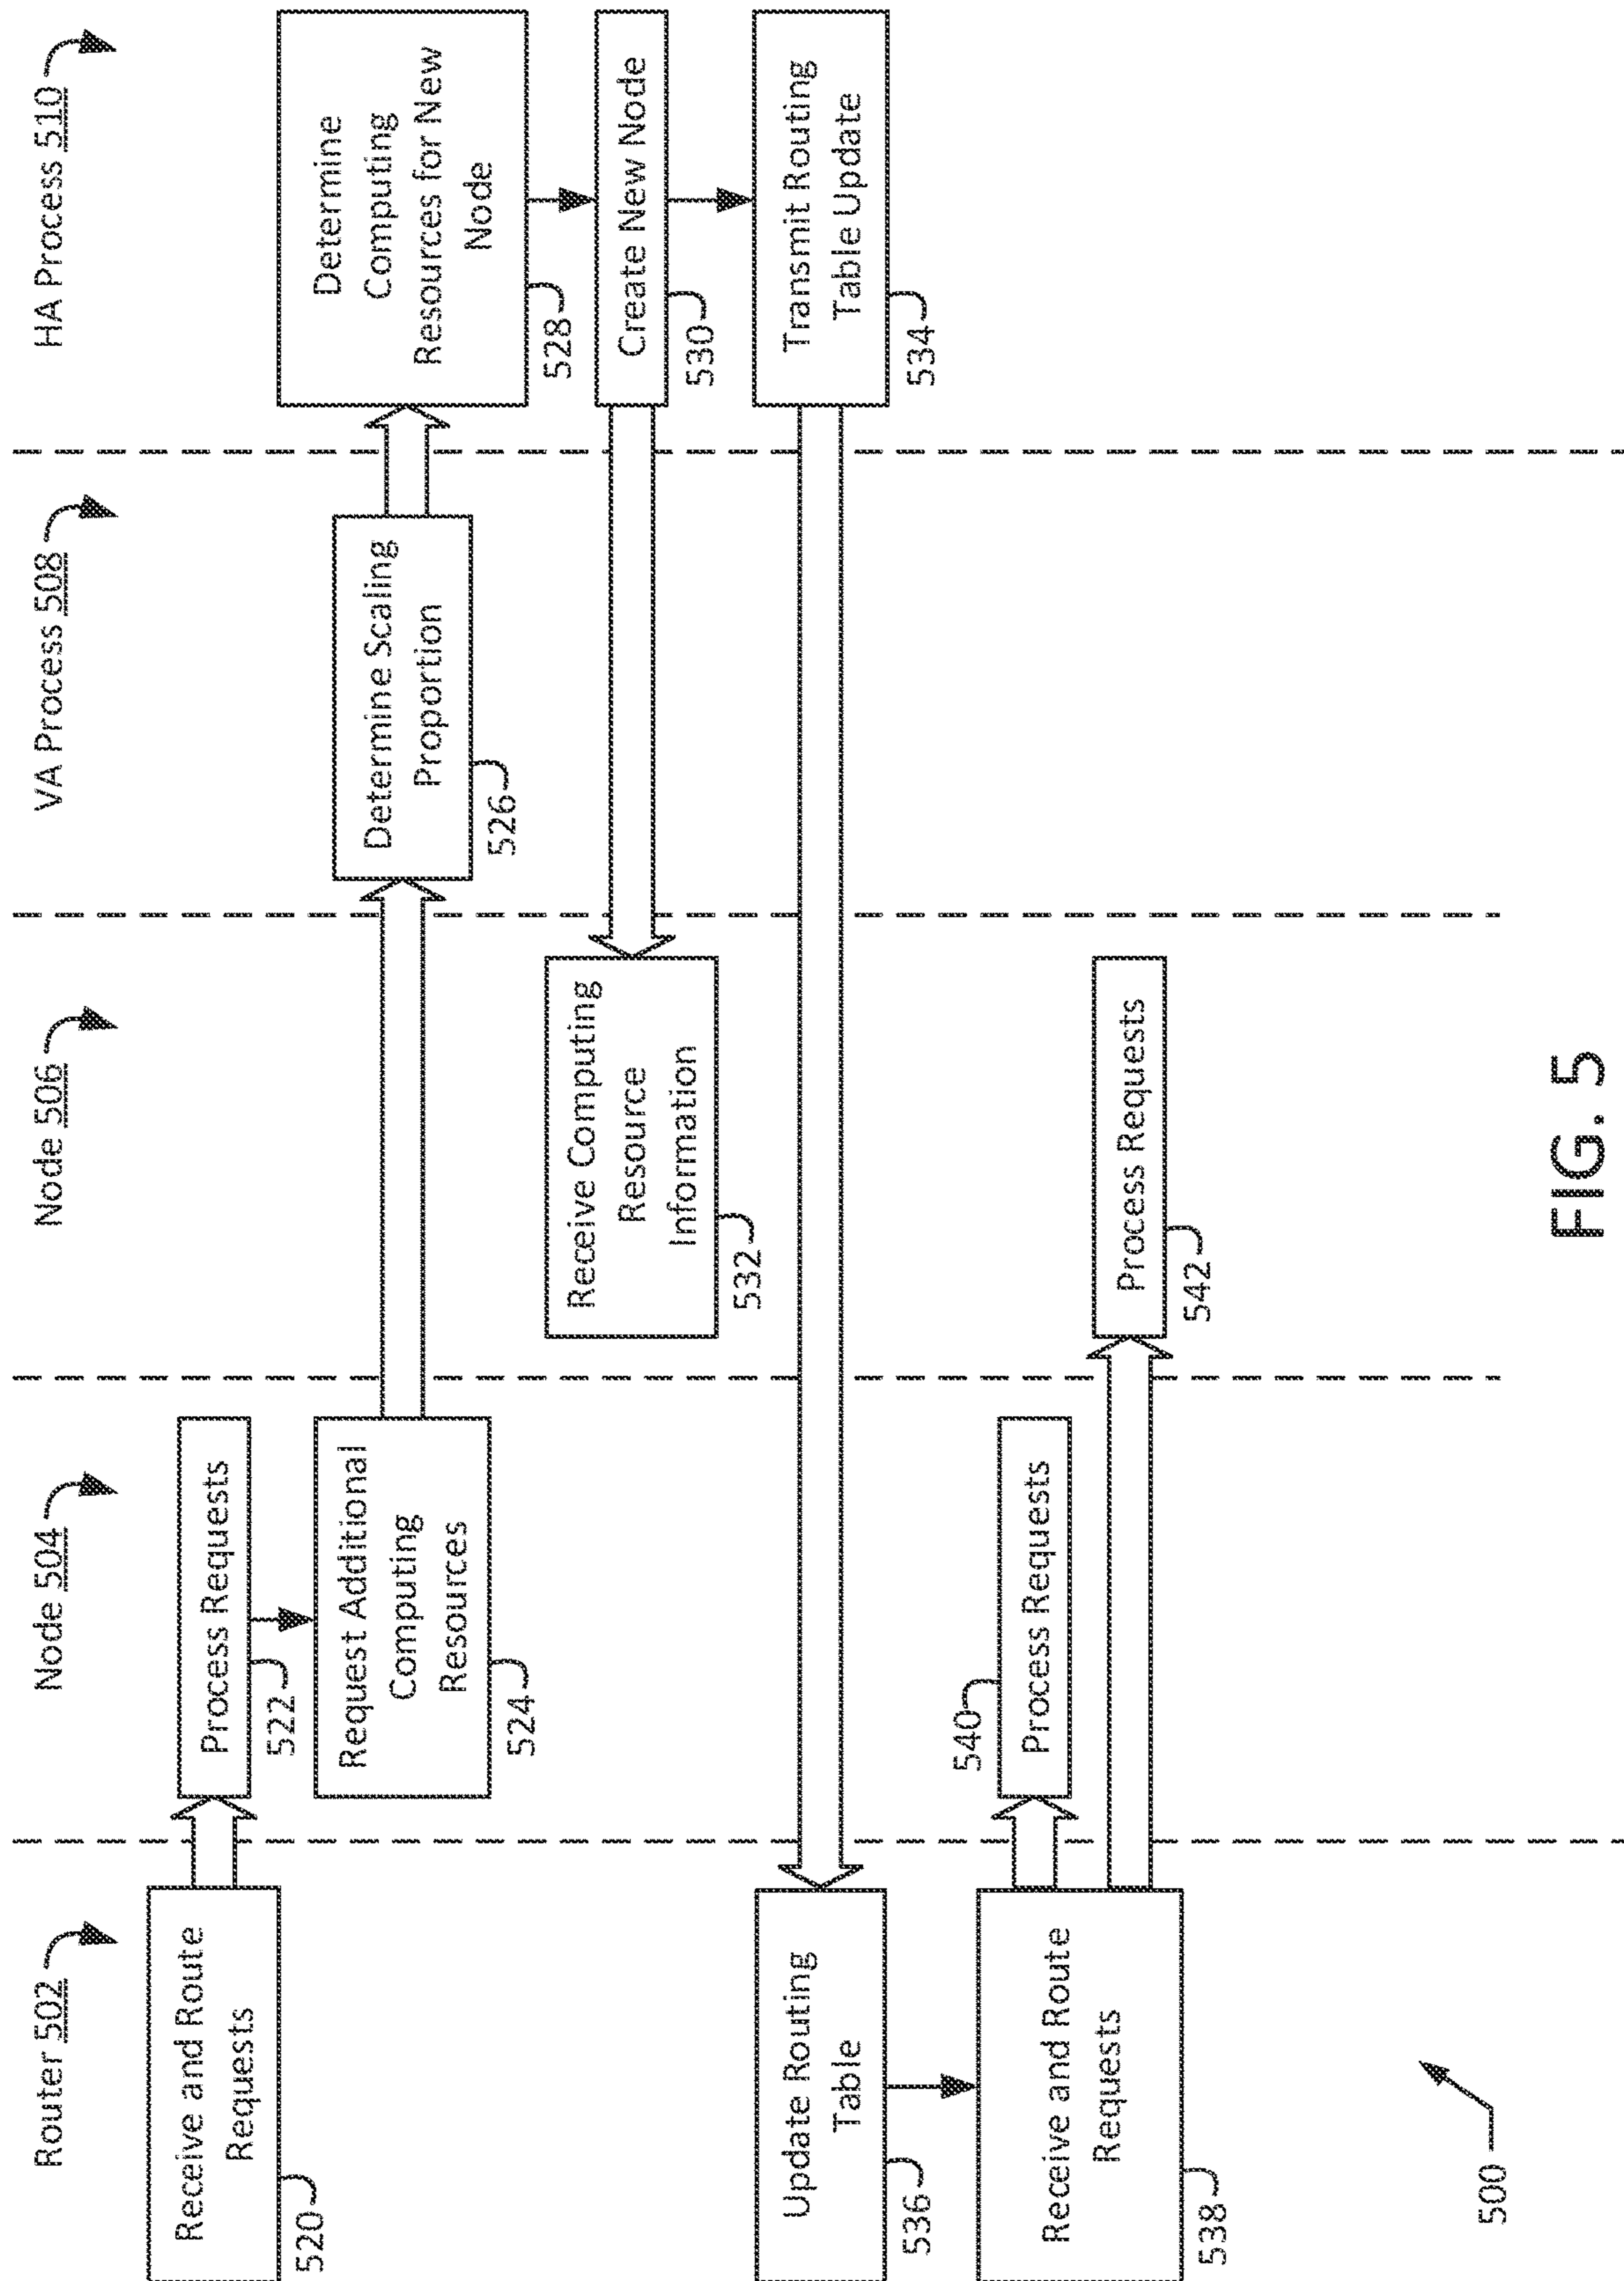 Router 502
Node 504
Node 506
VA Process 508
HA Process 510
Receive and Route
Requests
520
Process Requests
522
Request Additional
Computing
Resources
524
Determine Scaling
Proportion
526
Determine
Computing
Resources for New
Node
528
Create New Node
530
Receive Computing
Resource
Information
532
Transmit Routing
Table Update
534
Update Routing
Table
536
Receive and Route
Requests
538
540
Process Requests
Process Requests
542
500
FIG. 5